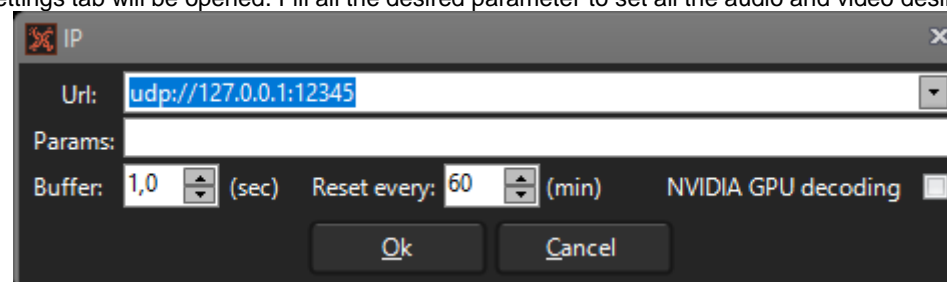 ettings tab will be opened. Fill all the desired parameter to set all the audio and video desi
IP
Url: udp://127.0.0.1:12345
Params:
Buffer: 1,0 (sec) Reset every: 60 (min) NVIDIA GPU decoding
Ok Cancel